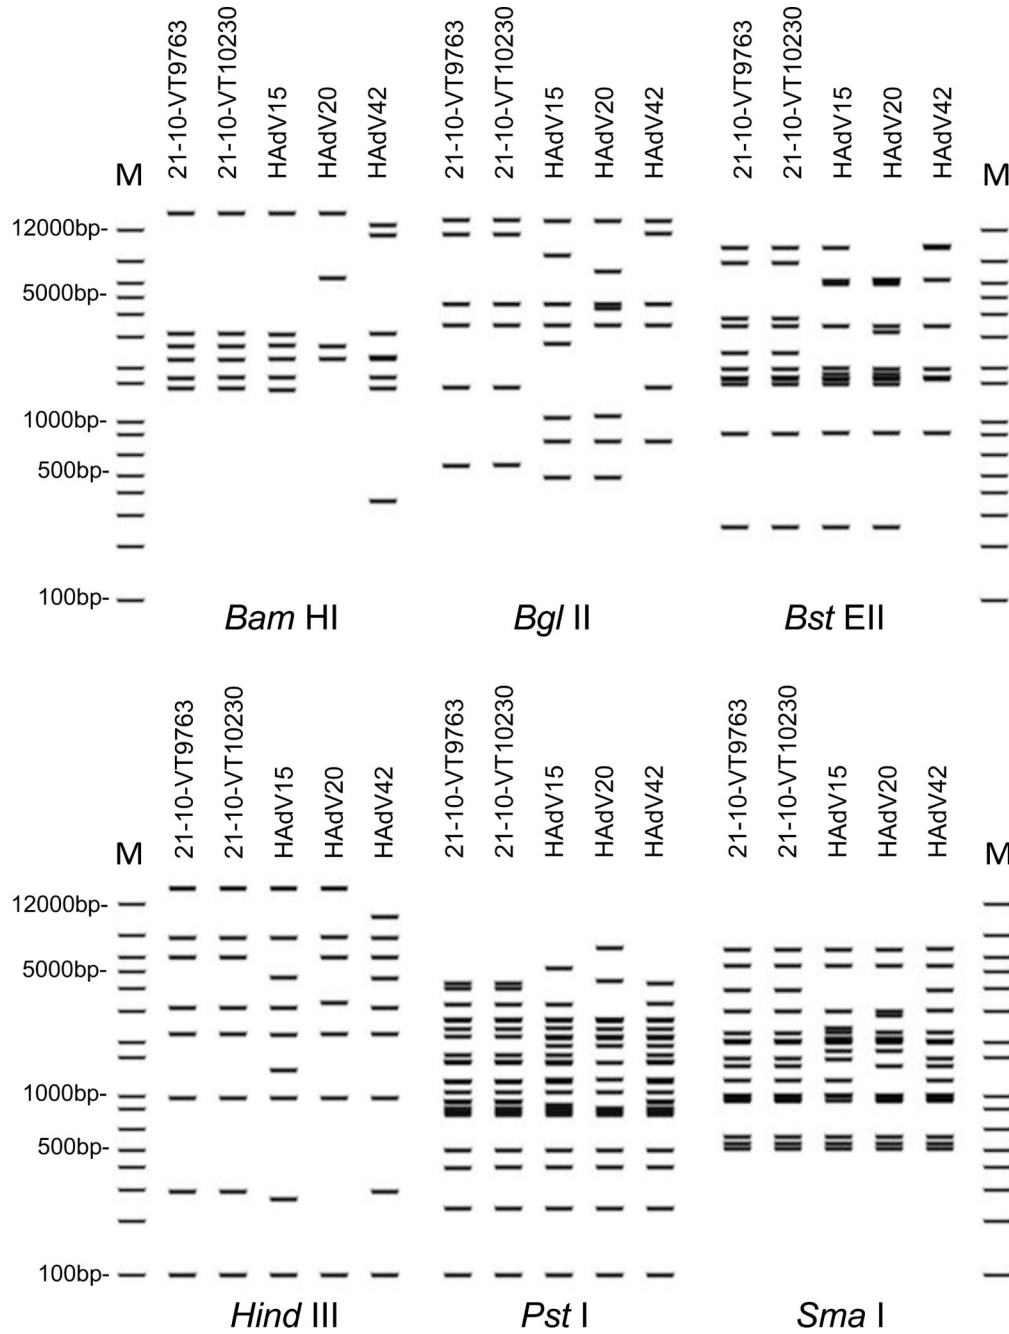 M
21-10-VT9763
21-10-VT10230
HAdV15
HAdV20
HAdV42
21-10-VT9763
21-10-VT10230
HAdV15
HAdV20
HAdV42
21-10-VT9763
21-10-VT10230
HAdV15
HAdV20
HAdV42
M
12000bp-
5000bp-
1000bp-
500bp-
100bp-
Bam HI
Bgl II
Bst EII
M
21-10-VT9763
21-10-VT10230
HAdV15
HAdV20
HAdV42
21-10-VT9763
21-10-VT10230
HAdV15
HAdV20
HAdV42
21-10-VT9763
21-10-VT10230
HAdV15
HAdV20
HAdV42
M
12000bp-
5000bp-
1000bp-
500bp-
100bp-
Hind III
Pst I
Sma I